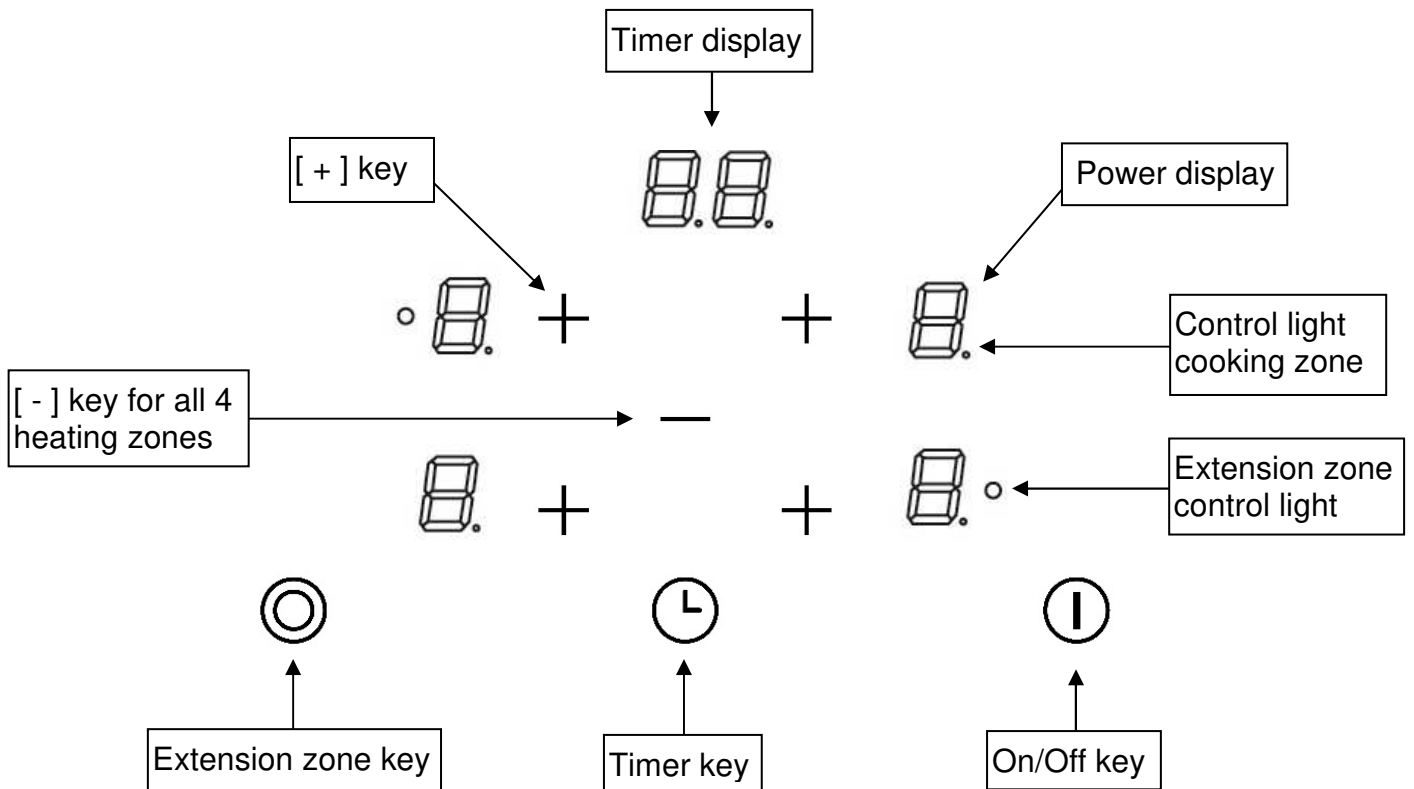 Timer display
[ + ] key
Power display
Control light
cooking zone
[ - ] key for all 4
heating zones
Extension zone
control light
Extension zone key
Timer key
On/Off key